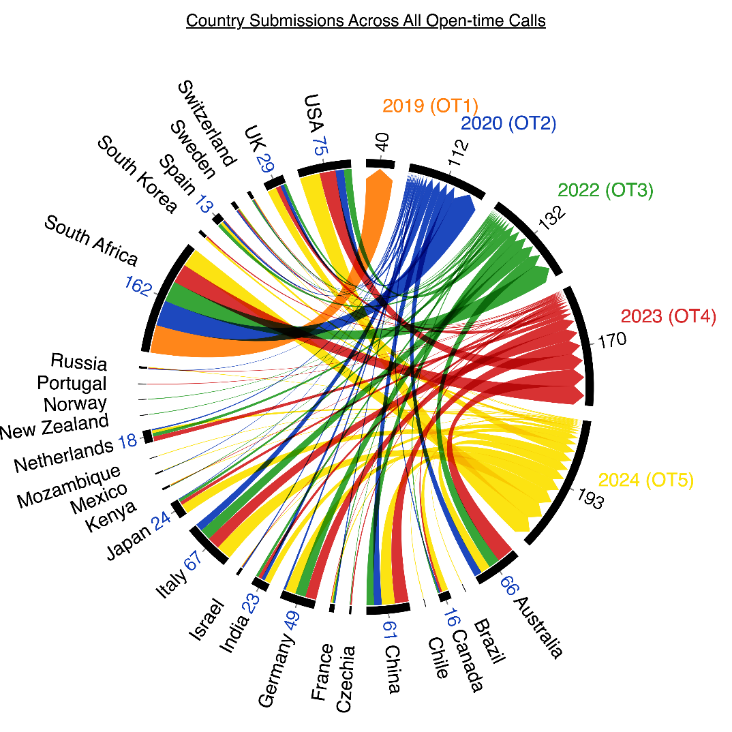 Country Submissions Across All Open-time Calls
2019 (OT1)
40
2020 (OT2)
112
2022 (OT3)
132
2023 (OT4)
170
2024 (OT5)
193
66 Australia
Brazil
16 Canada
Chile
61 China
Czechia
France
Germany 49
India 23
Israel
Italy 67
Japan 24
Kenya
Mexico
Mozambique
Netherlands 18
New Zealand
Norway
Portugal
Russia
South Africa
162
South Korea
Spain 13
Sweden
Switzerland
UK 29
USA 75